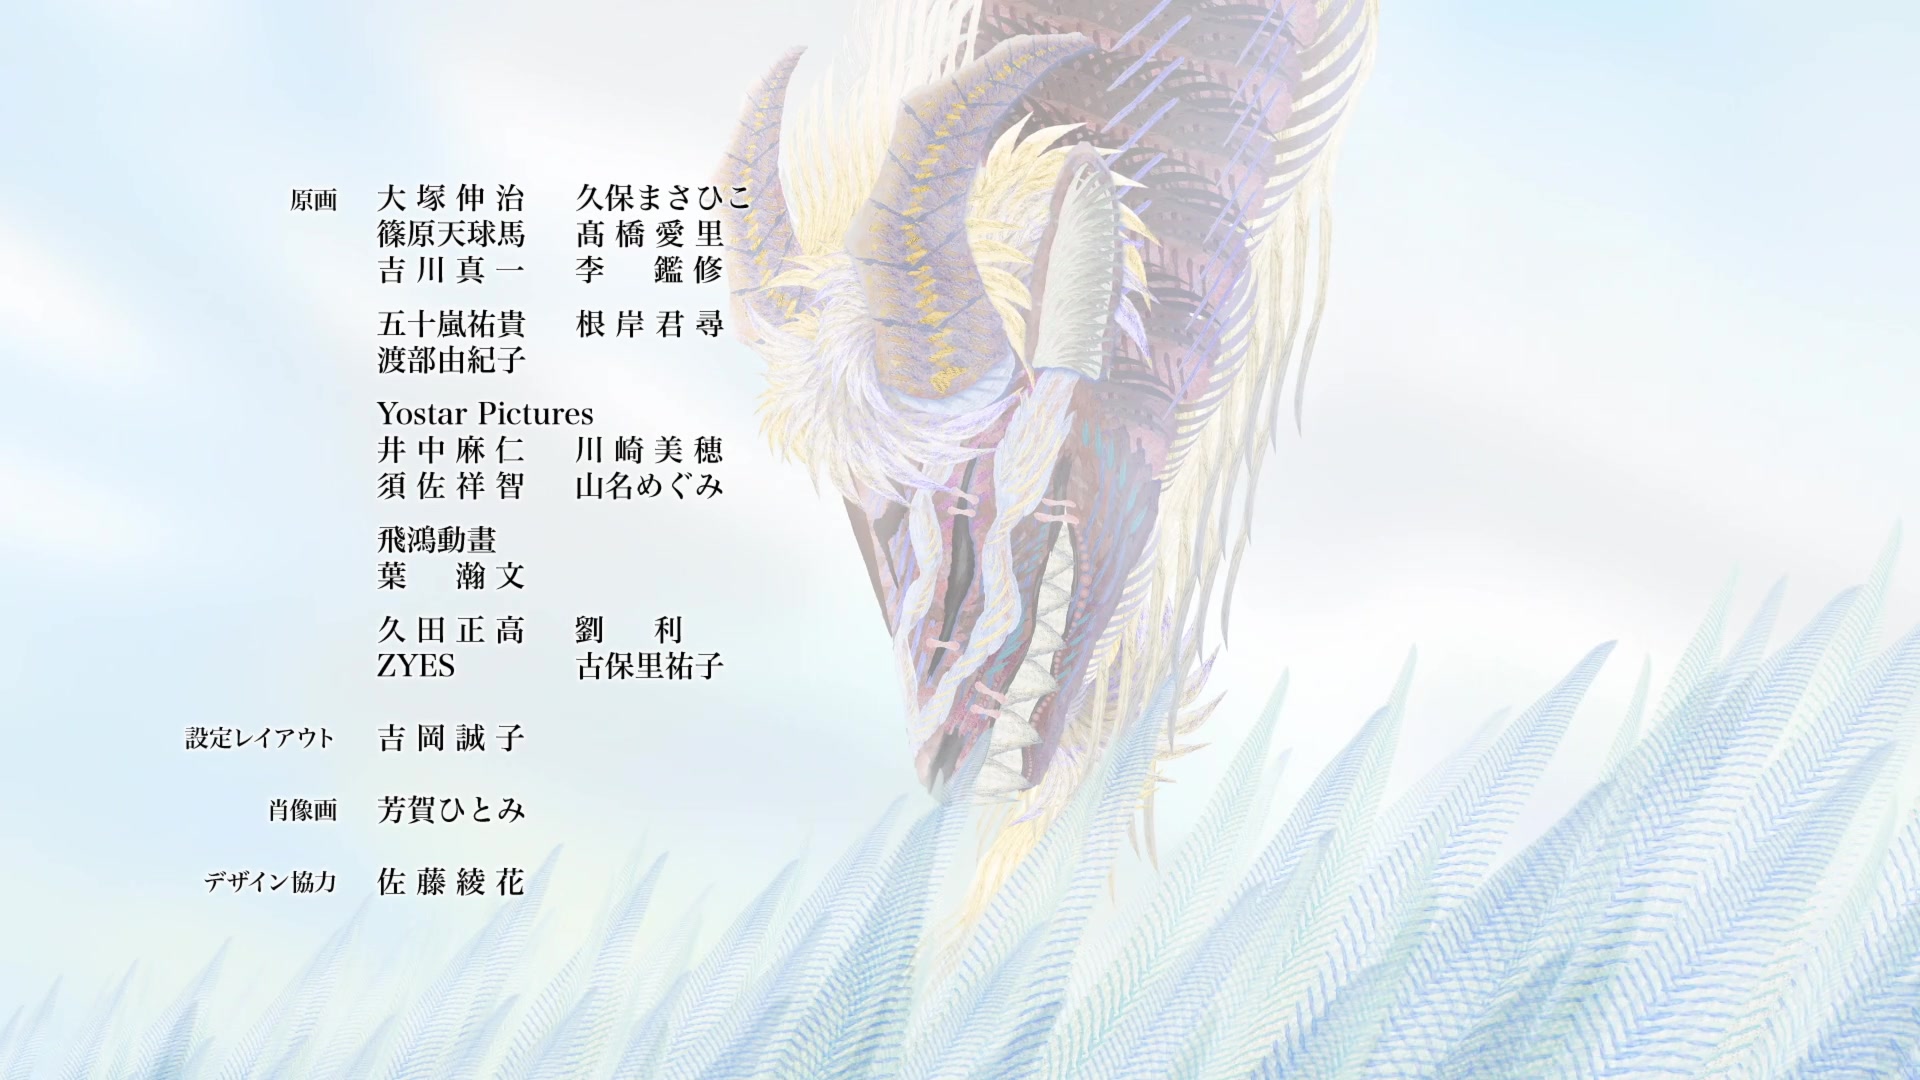 原画 大塚伸治 久保まさひこ
篠原天球馬 髙橋愛里
吉川真一 李鑑修
五十嵐祐貴 根岸君尋
渡部由紀子
Yostar Pictures
井中麻仁 川崎美穂
須佐祥智 山名めぐみ
飛鴻動畫
葉瀚文
久田正高 劉利
ZYES 古保里祐子
設定レイアウト 吉岡誠子
肖像画 芳賀ひとみ
デザイン協力 佐藤綾花